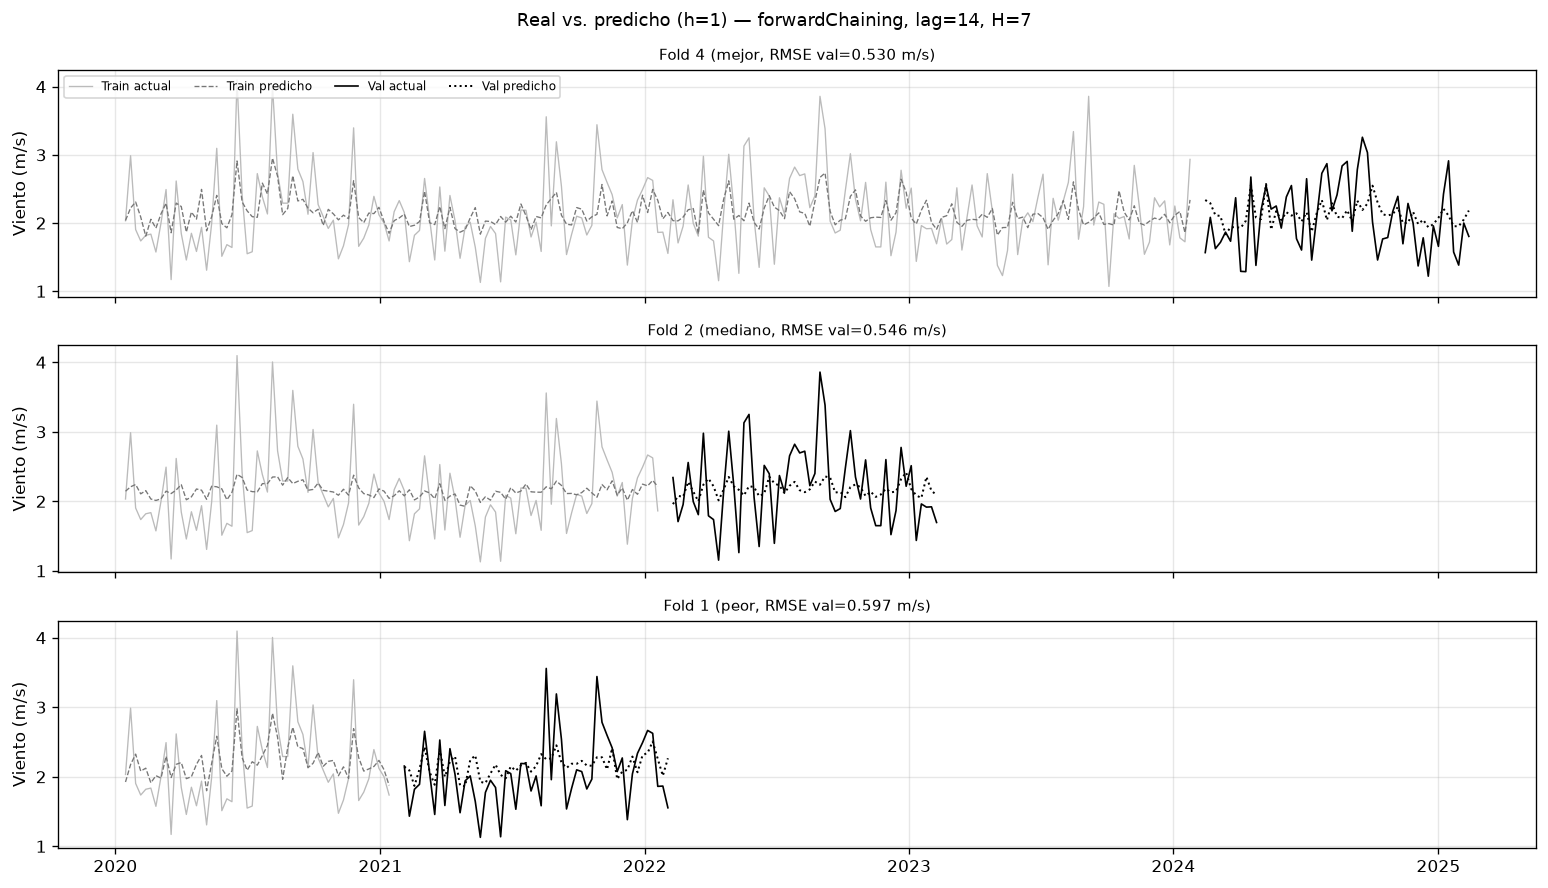 Real vs. predicho (h=1) — forwardChaining, lag=14, H=7
Fold 4 (mejor, RMSE val=0.530 m/s)
Train actual Train predicho Val actual Val predicho
Viento (m/s)
4
3
2
1
Fold 2 (mediano, RMSE val=0.546 m/s)
Viento (m/s)
4
3
2
1
Fold 1 (peor, RMSE val=0.597 m/s)
Viento (m/s)
4
3
2
1
2020 2021 2022 2023 2024 2025